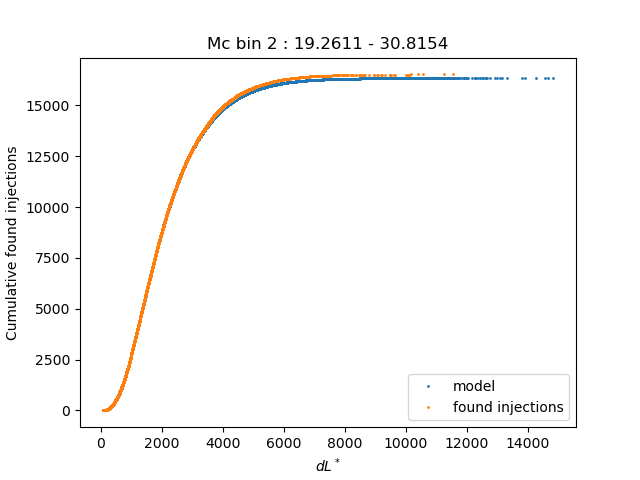 Mc bin 2 : 19.2611 - 30.8154
Cumulative found injections
15000
12500
10000
7500
5000
2500
0
model
found injections
0 2000 4000 6000 8000 10000 12000 14000
dL*